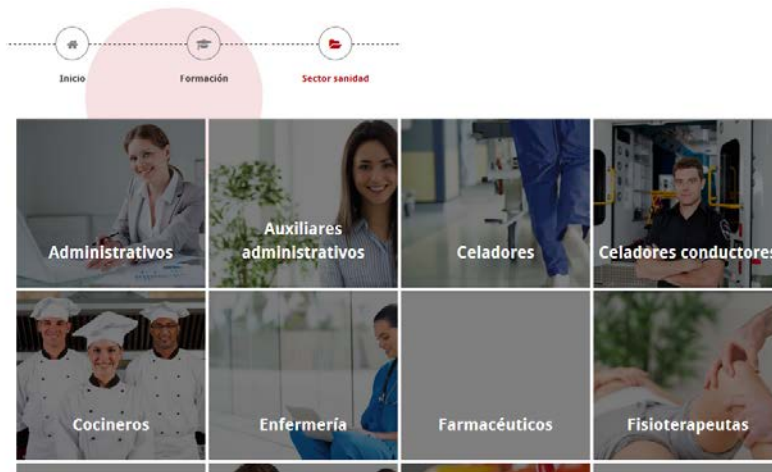 Inicio
Formación
Sector sanidad
Administrativos
Auxiliares
administrativos
Celadores
Celadores conductores
Cocineros
Enfermería
Farmacéuticos
Fisioterapeutas